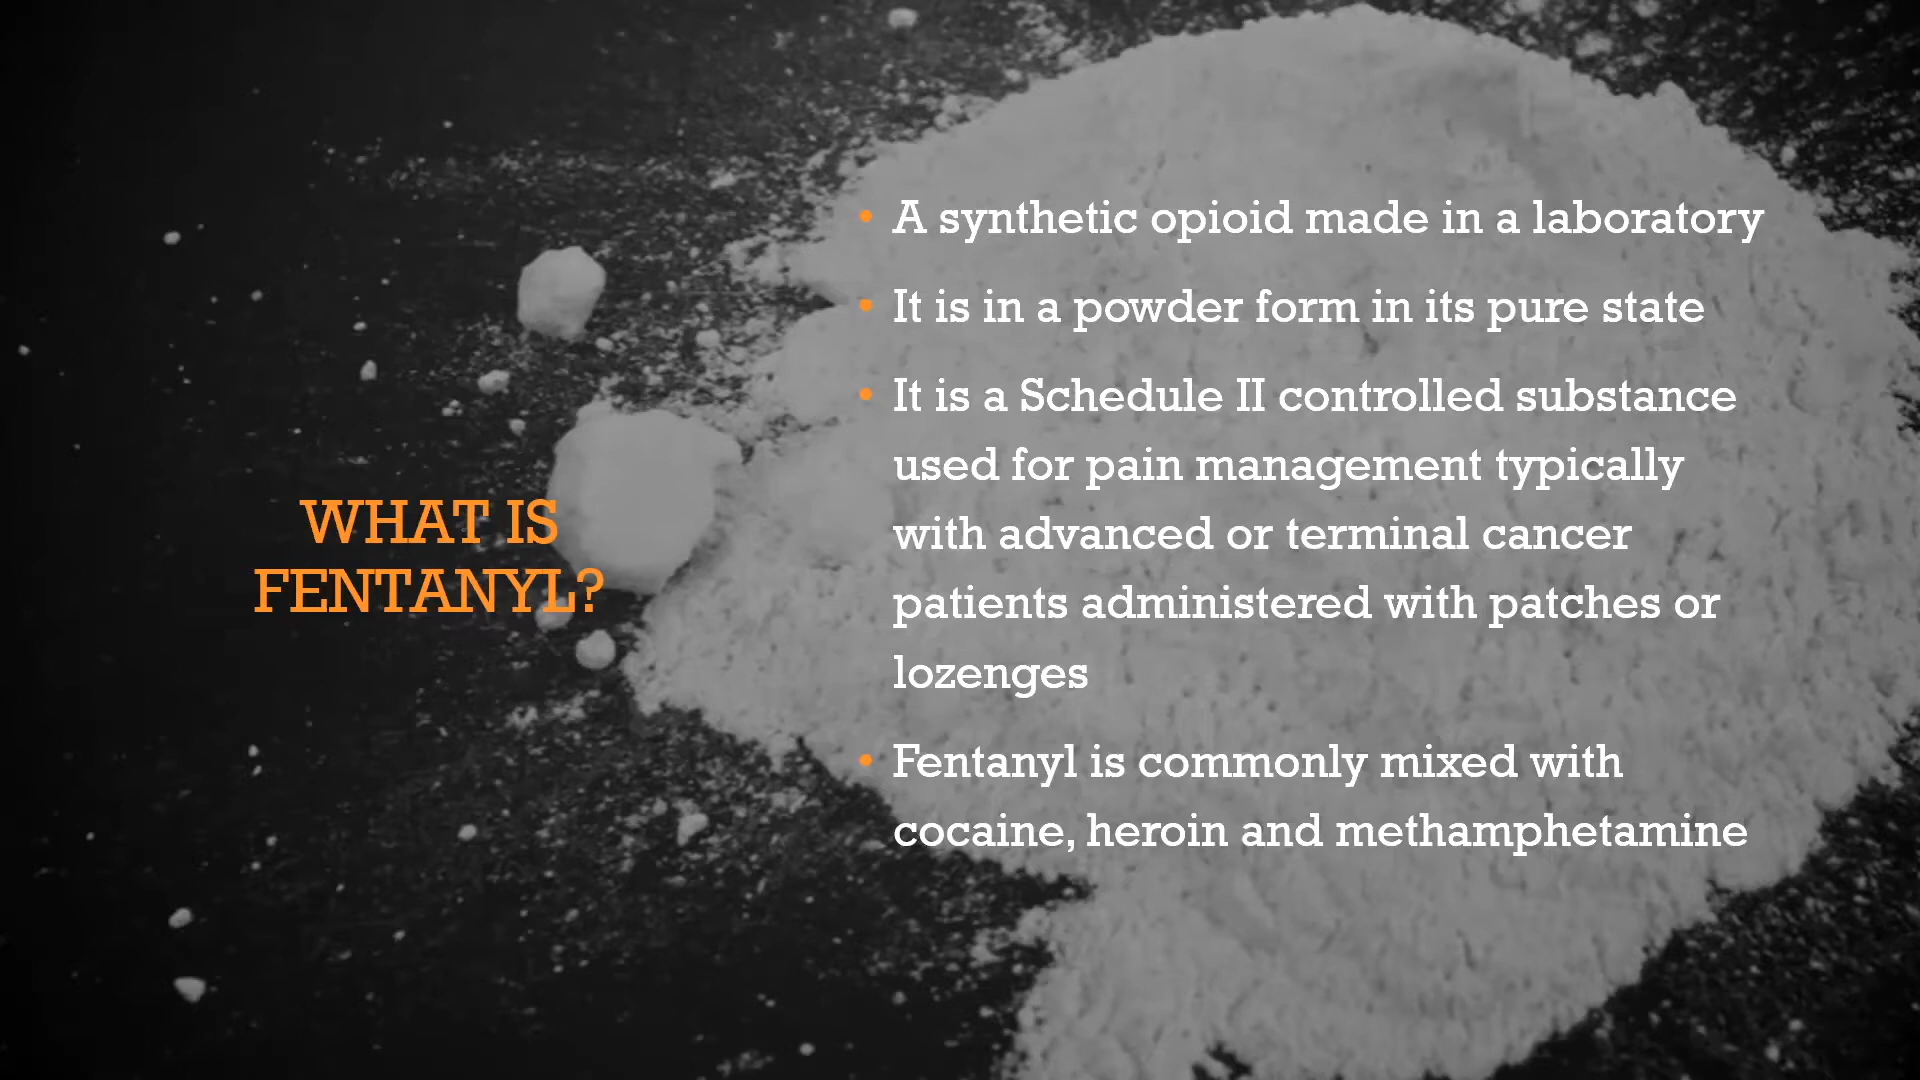 WHAT IS
FENTANYL?
• A synthetic opioid made in a laboratory
• It is in a powder form in its pure state
• It is a Schedule II controlled substance
used for pain management typically
with advanced or terminal cancer
patients administered with patches or
lozenges
• Fentanyl is commonly mixed with
cocaine, heroin and methamphetamine